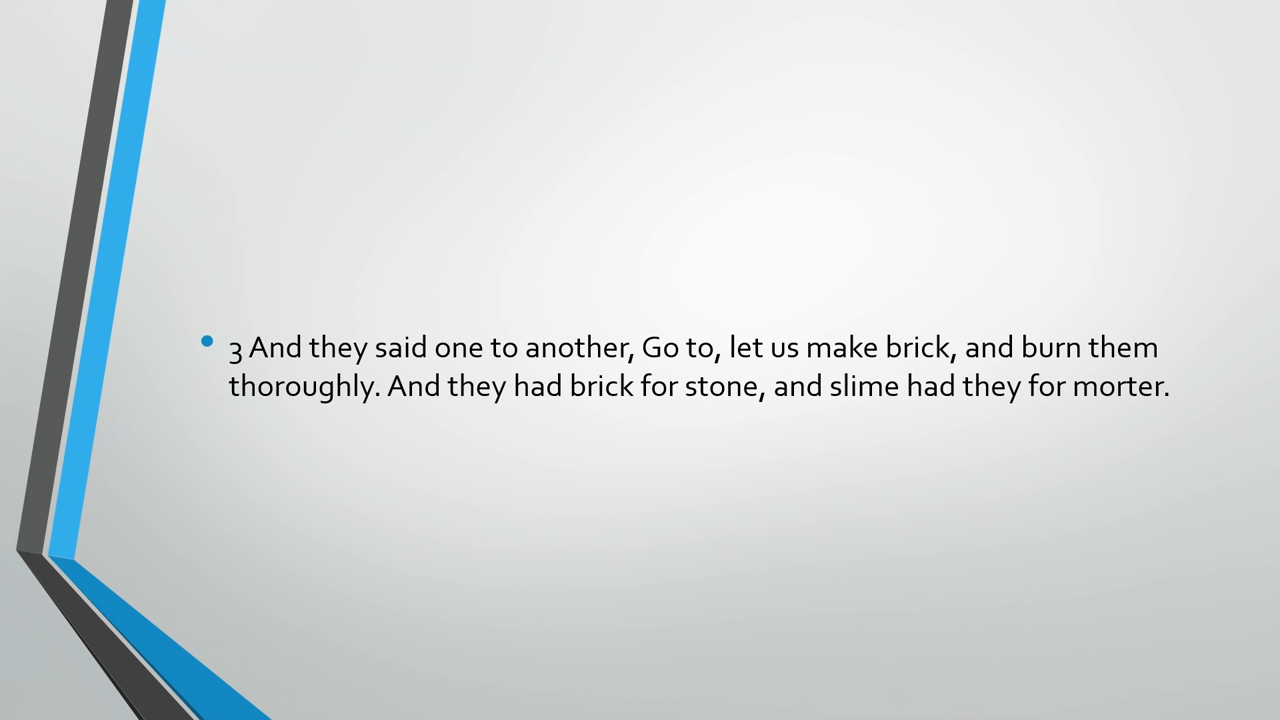 3 And they said one to another, Go to, let us make brick, and burn them
thoroughly. And they had brick for stone, and slime had they for morter.